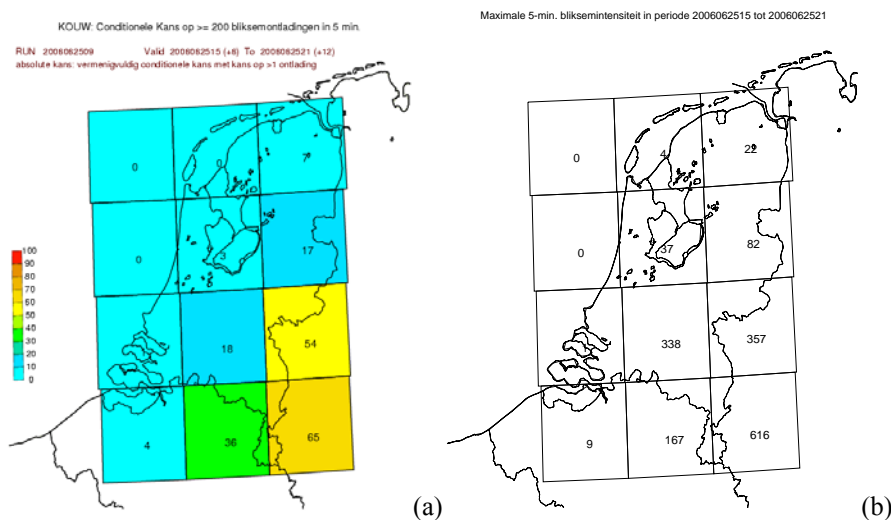 KOUW: Conditionele Kans op >= 200 bliksemontladingen in 5 min.
RUN 2006062509 Valid 2006062515 (+6) To 2006062521 (+12)
absolute kans: vermenigvuldig conditionele kans met kans op >1 ontlading
0 7
0 3 17
18 54
4 36 65
100
90
80
70
60
50
40
30
20
10
0
(a)
Maximale 5-min. bliksemintensiteit in periode 2006062515 tot 2006062521
0 4 22
0 37 82
338 357
9 167 616
(b)